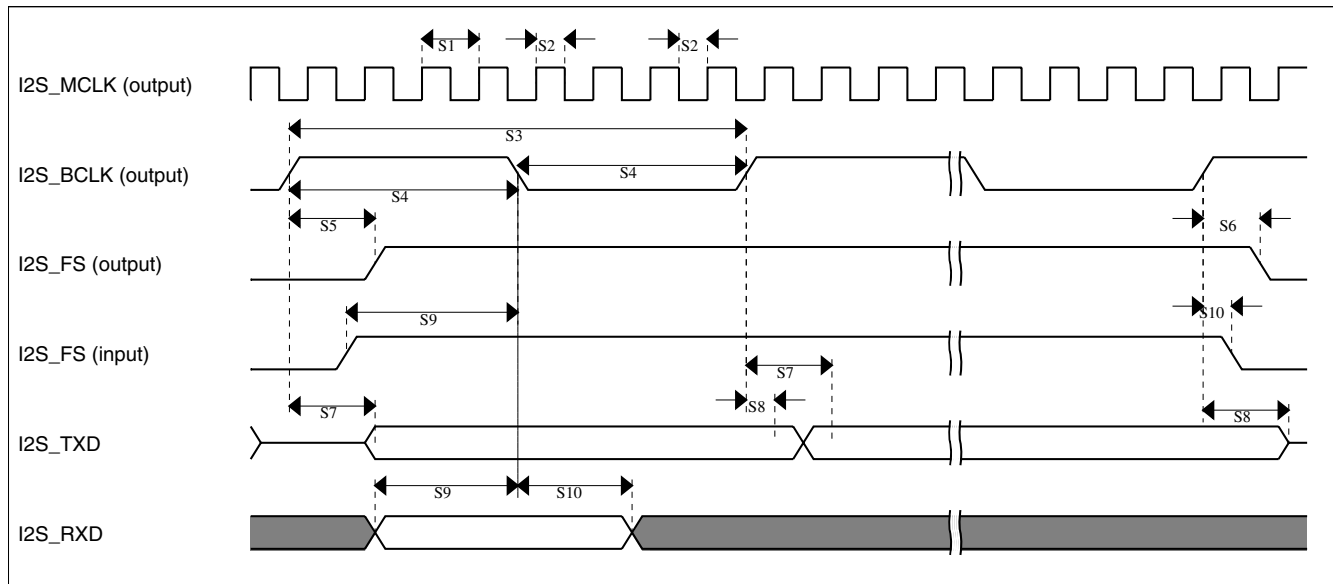 S1
S2
S2
I2S_MCLK (output)
S3
I2S_BCLK (output)
S4
S4
S5
S6
I2S_FS (output)
S9
S10
I2S_FS (input)
S7
S7
S8
S8
I2S_TXD
S9
S10
I2S_RXD